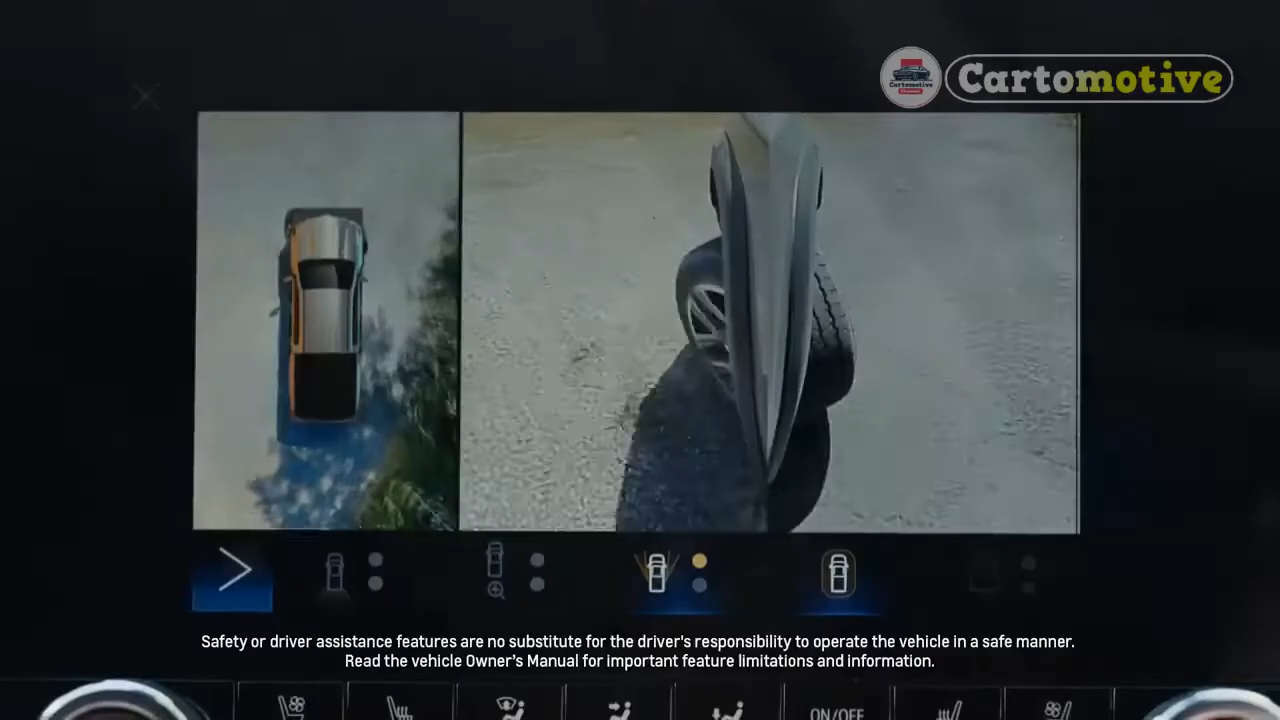 Cartomotive
Cartomotive
Safety or driver assistance features are no substitute for the driver's responsibility to operate the vehicle in a safe manner.
Read the vehicle Owner's Manual for important feature limitations and information.
ON/OFF